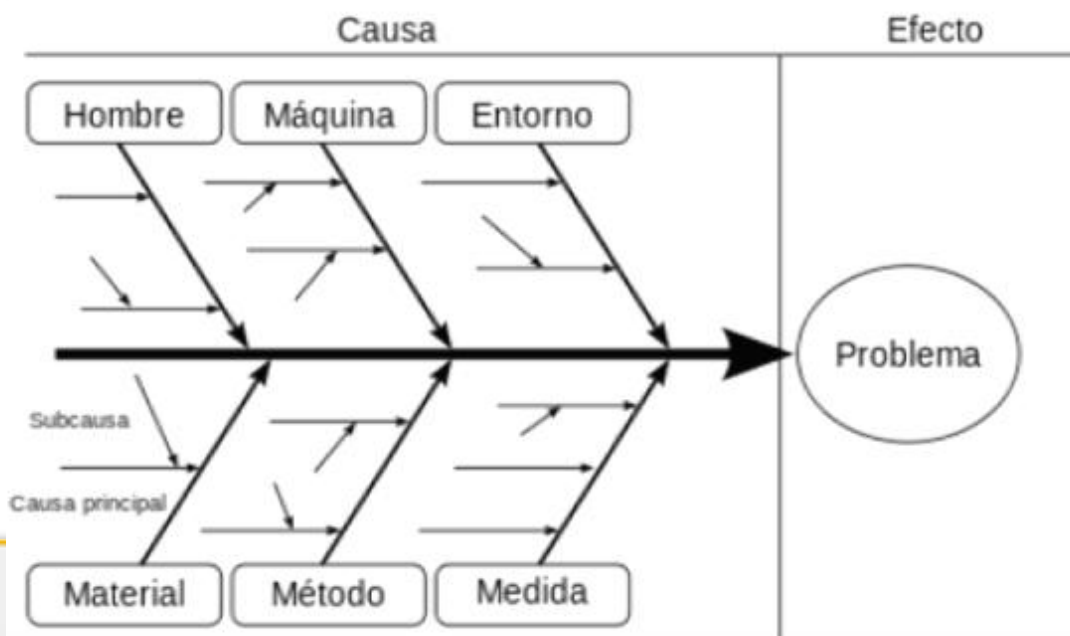 Causa
Efecto
Hombre
Máquina
Entorno
Problema
Subcausa
Causa principal
Material
Método
Medida